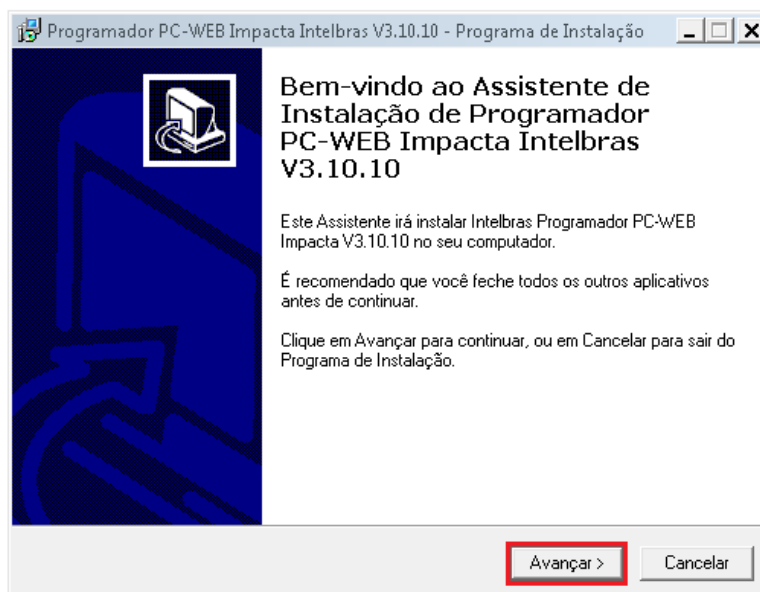 Programador PC-WEB Impacta Intelbras V3.10.10 - Programa de Instalação
Bem-vindo ao Assistente de
Instalação de Programador
PC-WEB Impacta Intelbras
V3.10.10
Este Assistente irá instalar Intelbras Programador PC-WEB
Impacta V3.10.10 no seu computador.
É recomendado que você feche todos os outros aplicativos
antes de continuar.
Clique em Avançar para continuar, ou em Cancelar para sair do
Programa de Instalação.
Avançar >
Cancelar